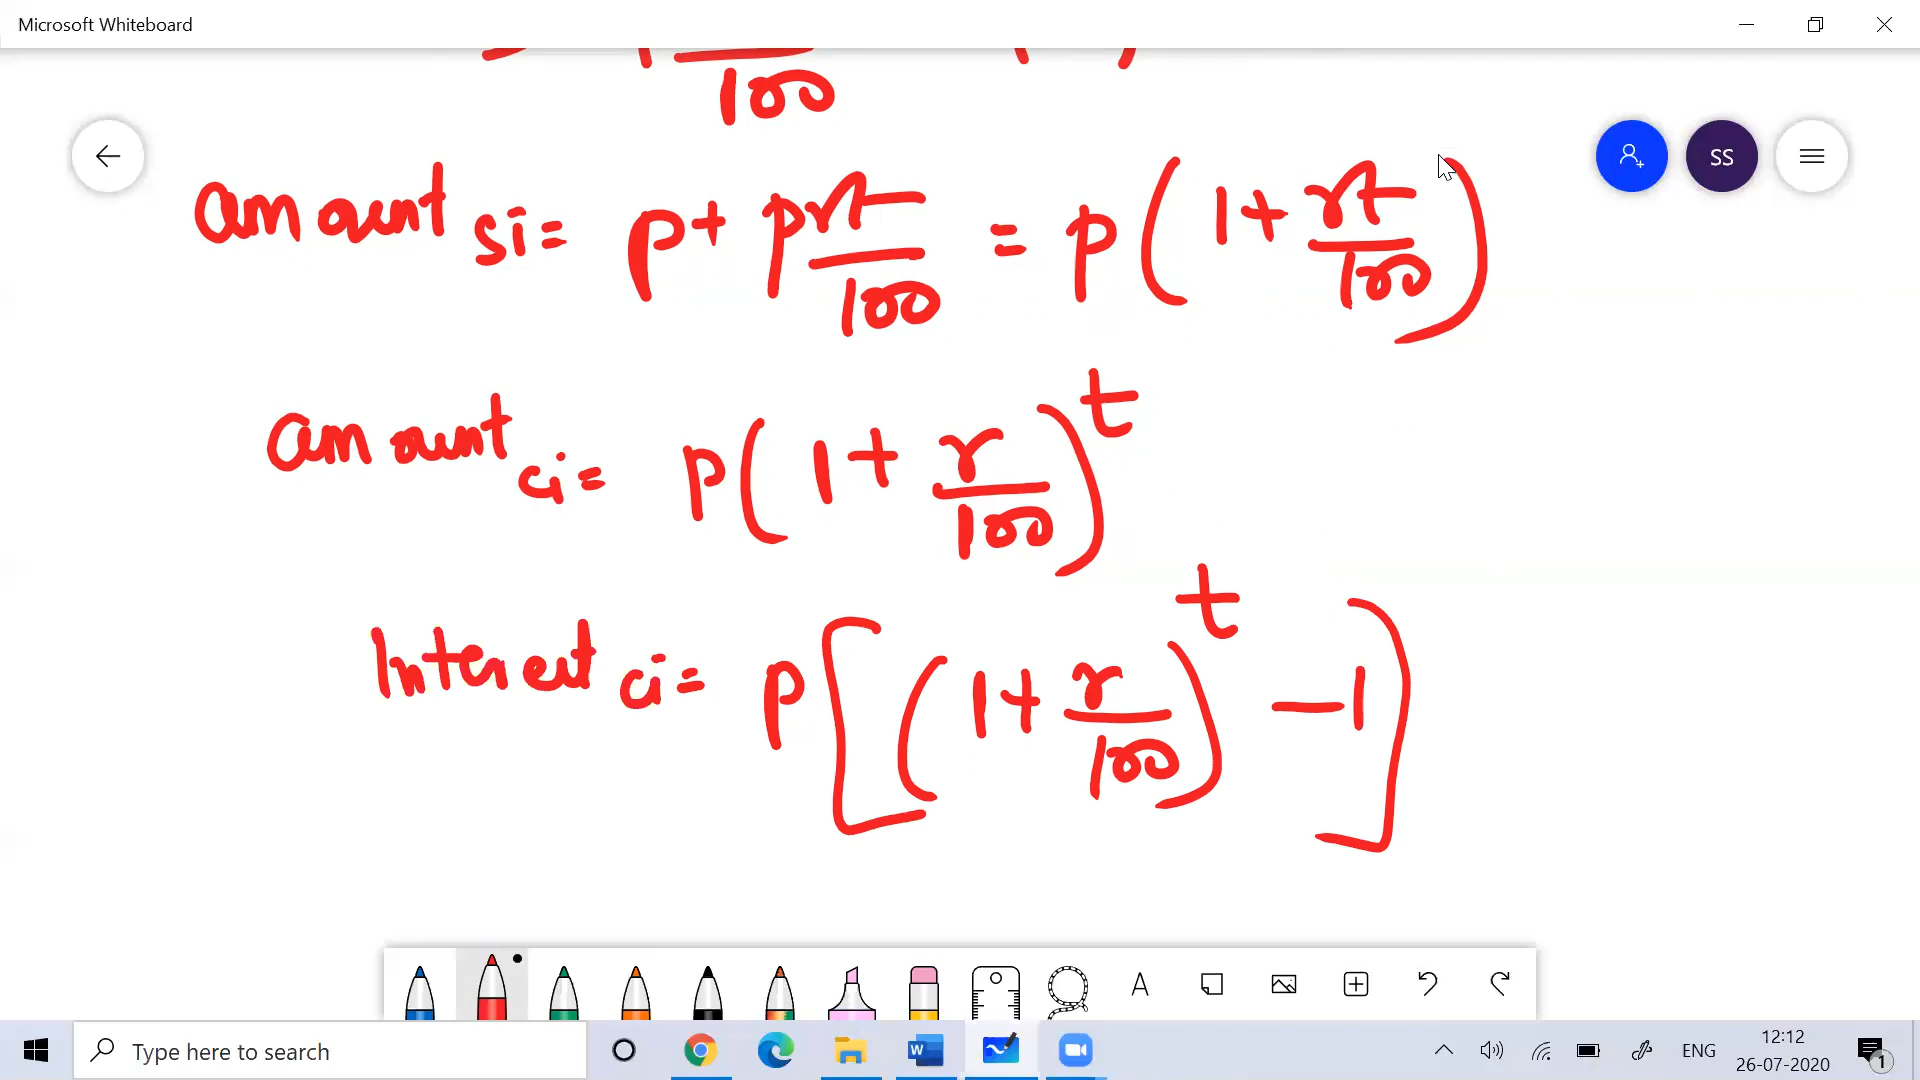 Microsoft Whiteboard
100
amount si = p + prt/100 = p(1 + rt/100)
SS
amount ci = p(1 + r/100)^t
Interest ci = p[(1 + r/100)^t - 1]
A
Type here to search
W
ENG
12:12
26-07-2020
1